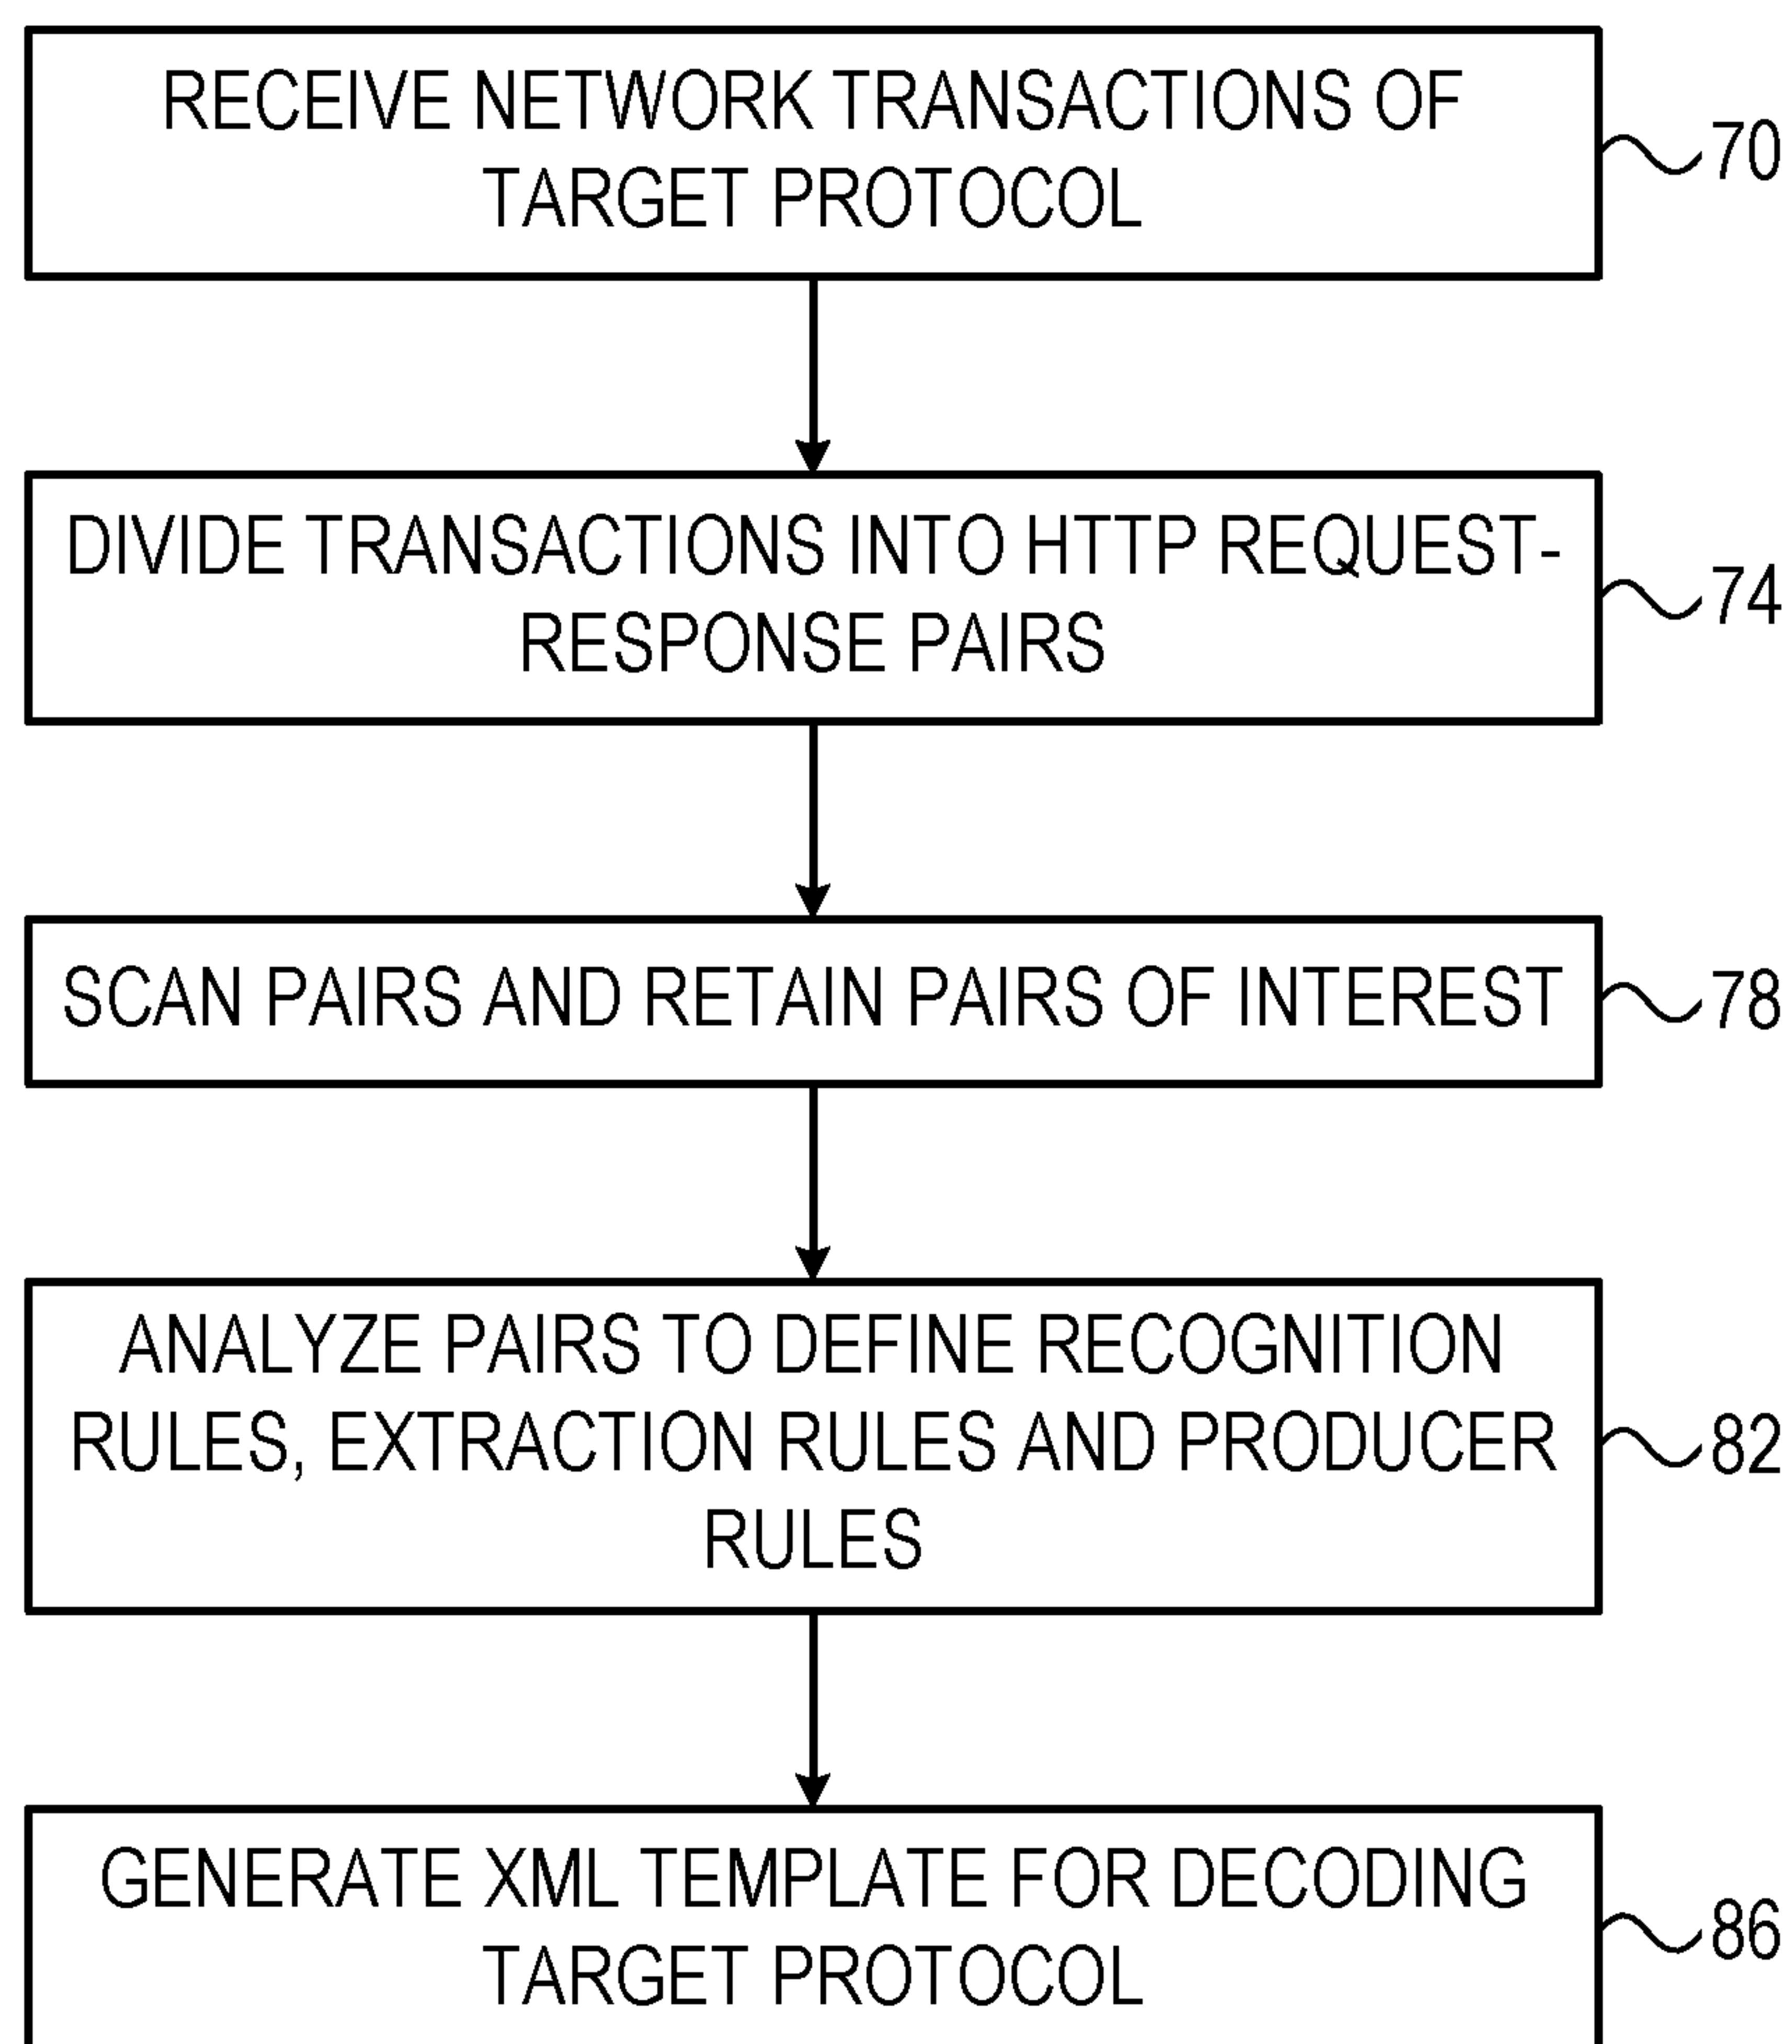 RECEIVE NETWORK TRANSACTIONS OF
TARGET PROTOCOL
70
DIVIDE TRANSACTIONS INTO HTTP REQUEST-
RESPONSE PAIRS
74
SCAN PAIRS AND RETAIN PAIRS OF INTEREST
78
ANALYZE PAIRS TO DEFINE RECOGNITION
RULES, EXTRACTION RULES AND PRODUCER
RULES
82
GENERATE XML TEMPLATE FOR DECODING
TARGET PROTOCOL
86